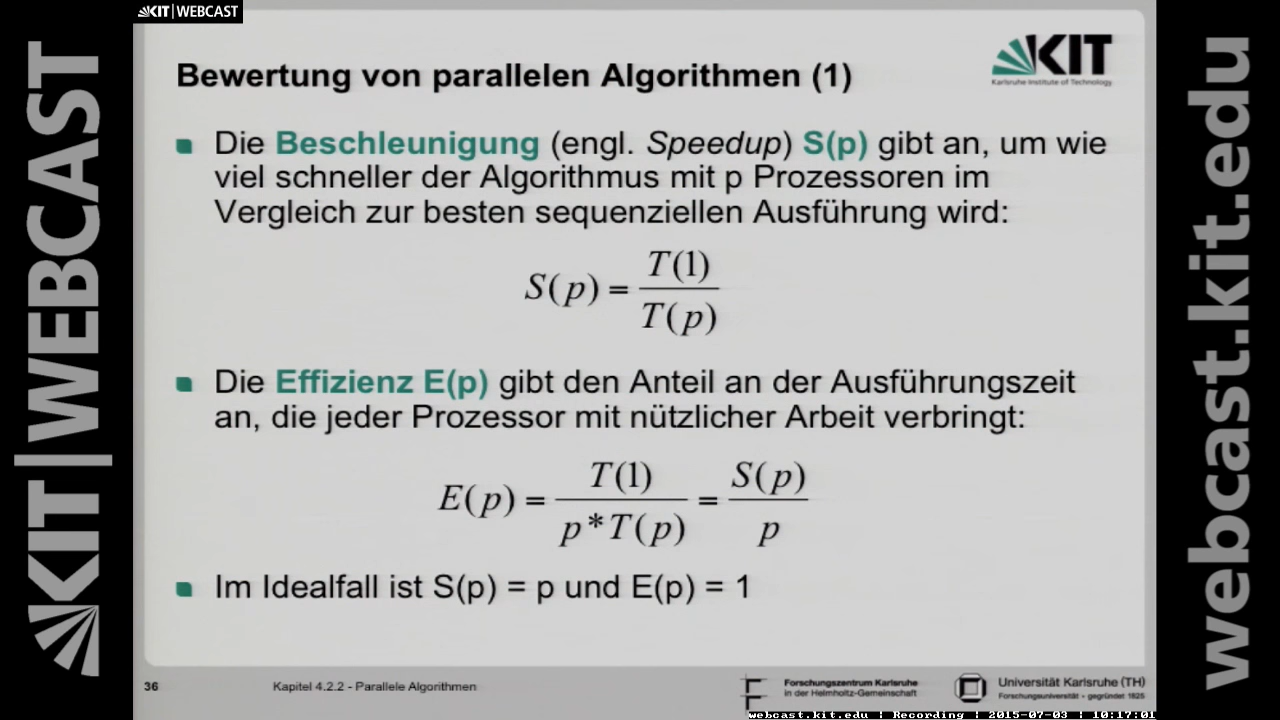 KIT | WEBCAST
KIT|WEBCAST
webcast.kit.edu
KIT
Karlsruhe Institute of Technology
Bewertung von parallelen Algorithmen (1)
Die Beschleunigung (engl. Speedup) S(p) gibt an, um wie
viel schneller der Algorithmus mit p Prozessoren im
Vergleich zur besten sequenziellen Ausführung wird:
S(p) = T(1) / T(p)
Die Effizienz E(p) gibt den Anteil an der Ausführungszeit
an, die jeder Prozessor mit nützlicher Arbeit verbringt:
E(p) = T(1) / p * T(p) = S(p) / p
Im Idealfall ist S(p) = p und E(p) = 1
36
Kapitel 4.2.2 - Parallele Algorithmen
Forschungszentrum Karlsruhe
in der Helmholtz-Gemeinschaft
Universität Karlsruhe (TH)
Forschungsuniversität - gegründet 1825
webcast.kit.edu | Recording | 2015-07-03 | 10:17:01